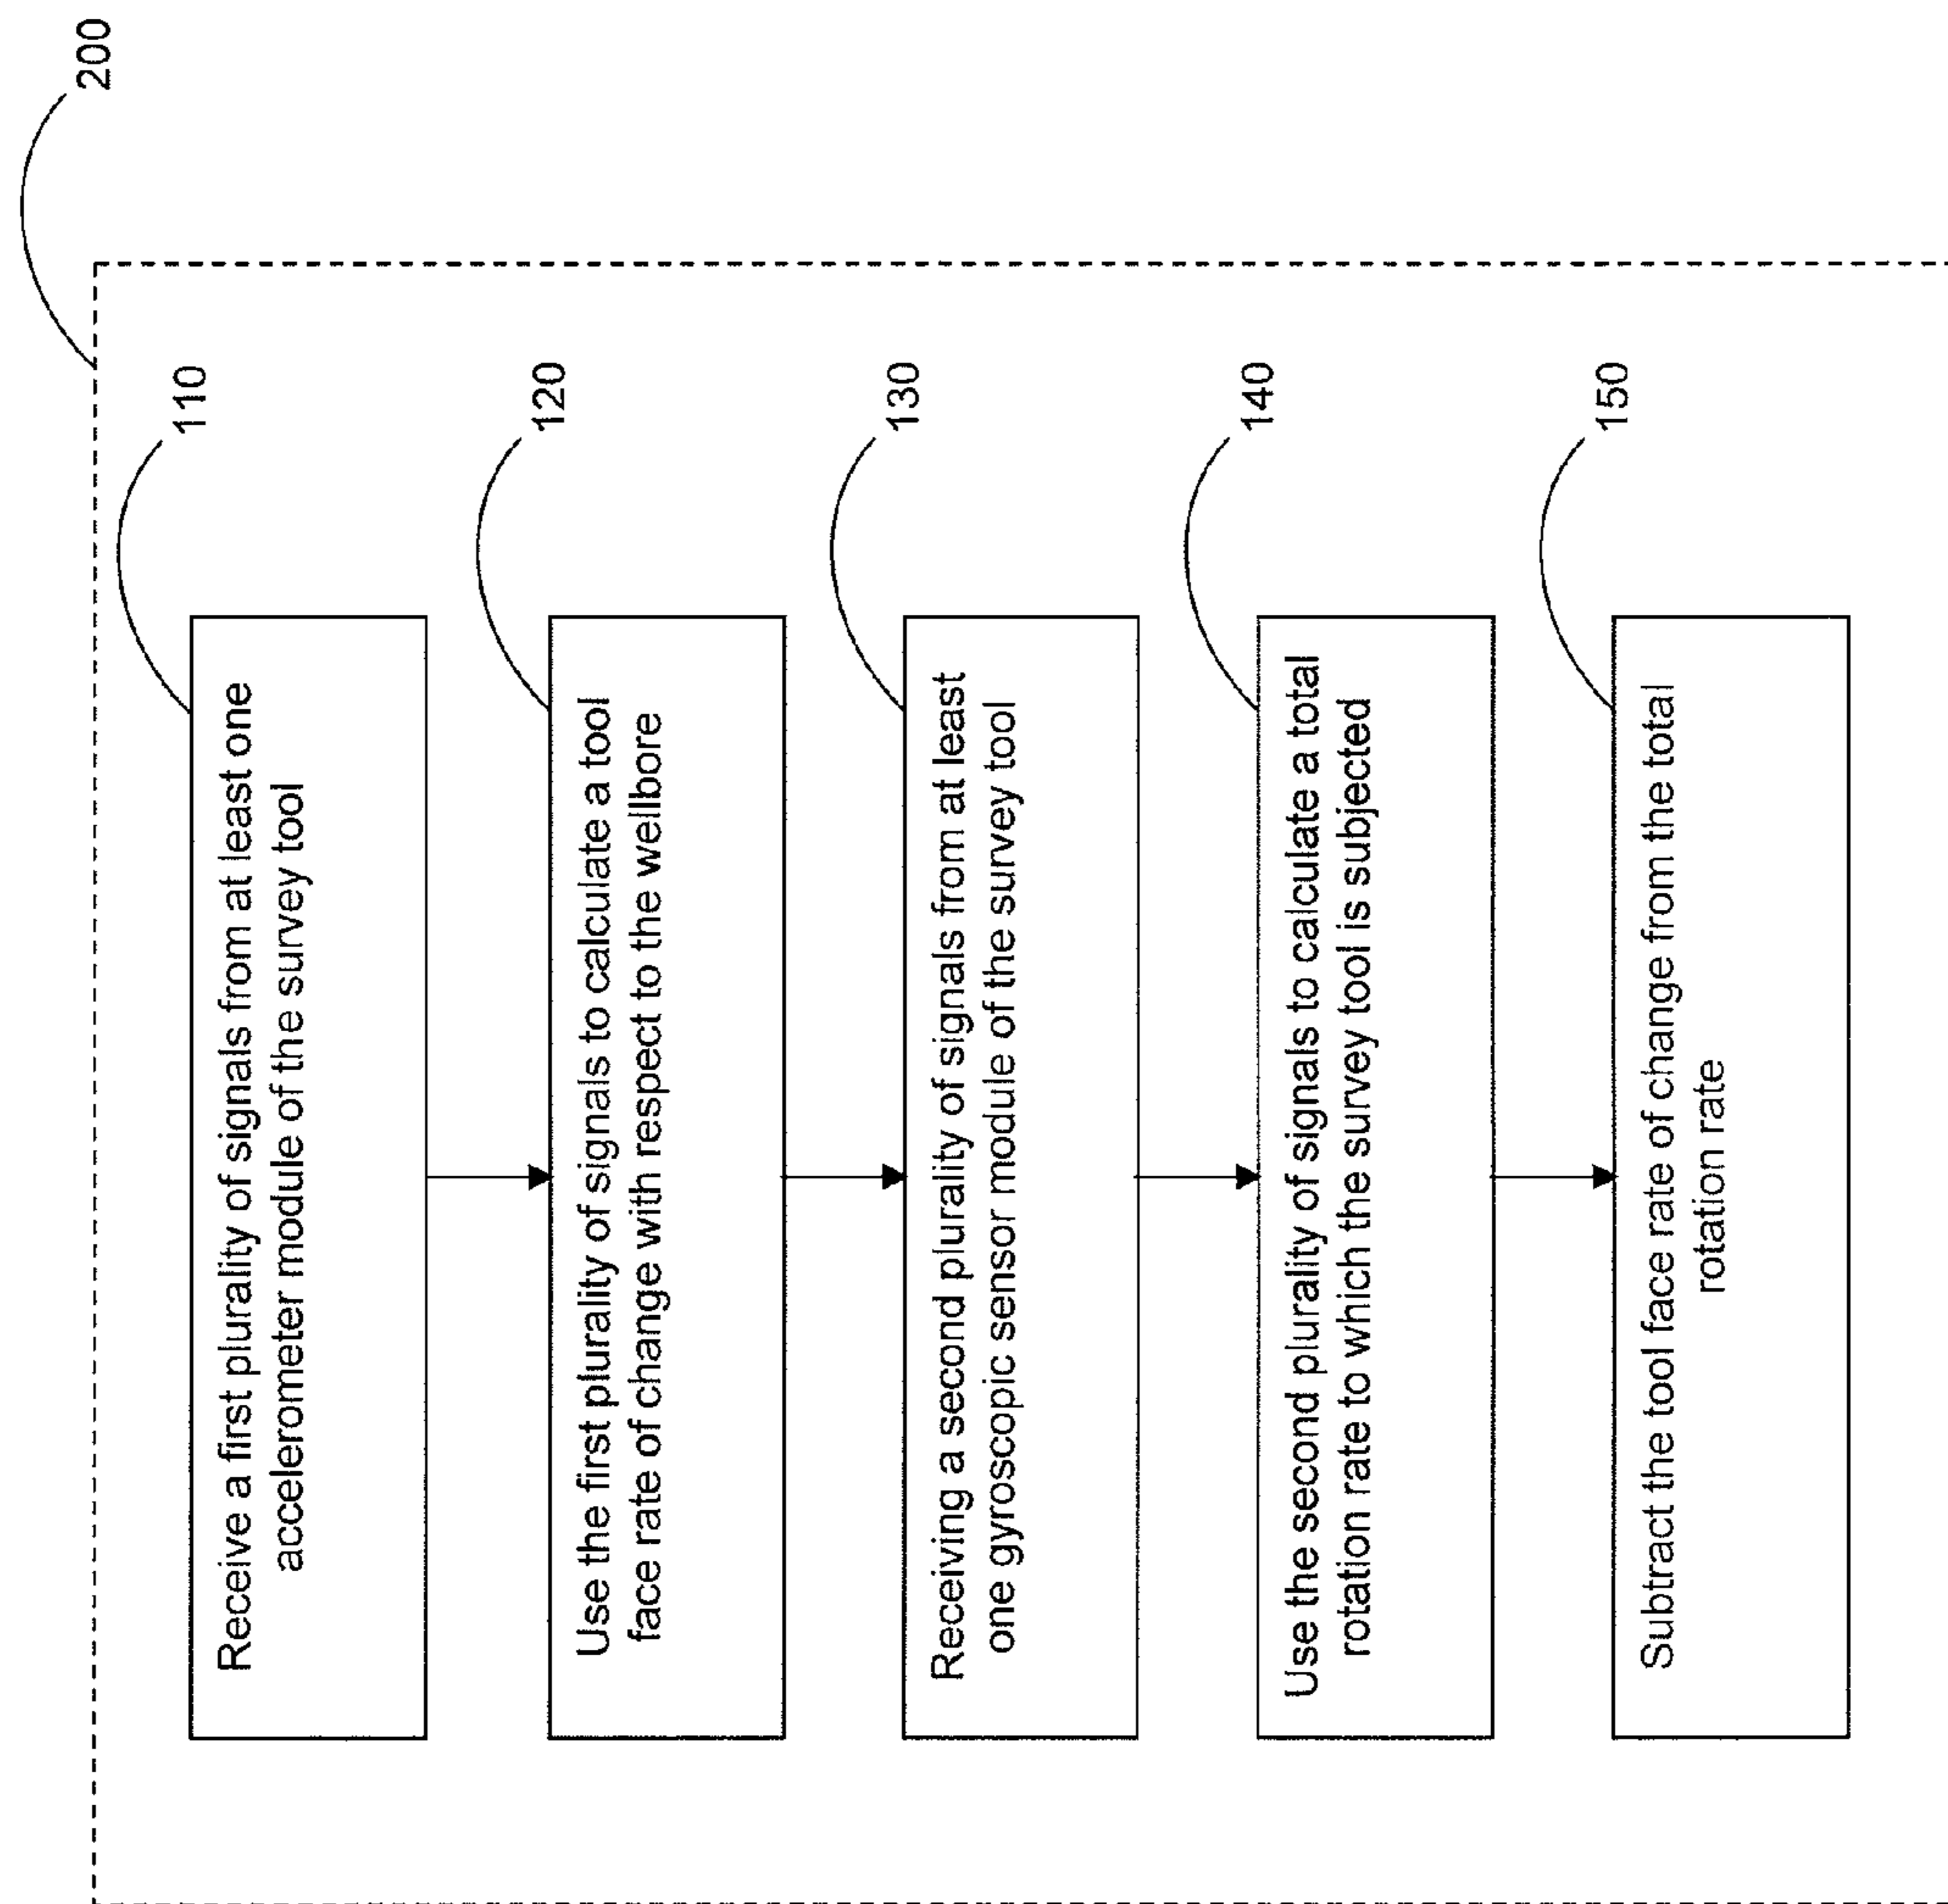 200
110
Receive a first plurality of signals from at least one
accelerometer module of the survey tool
120
Use the first plurality of signals to calculate a tool
face rate of change with respect to the wellbore
130
Receiving a second plurality of signals from at least
one gyroscopic sensor module of the survey tool
140
Use the second plurality of signals to calculate a total
rotation rate to which the survey tool is subjected
150
Subtract the tool face rate of change from the total
rotation rate